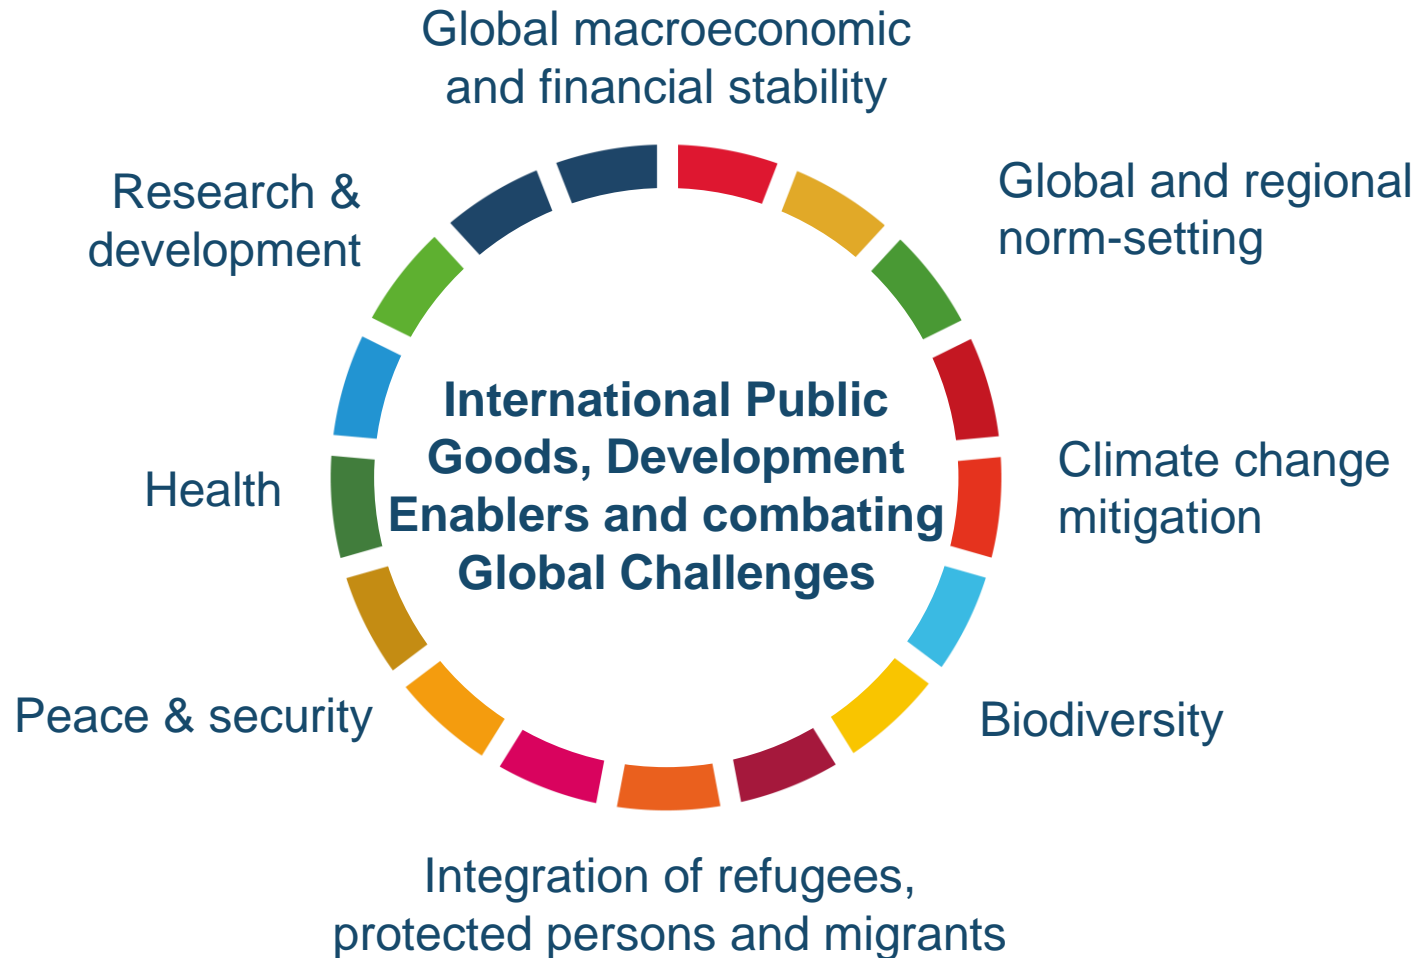 Global macroeconomic
and financial stability
Global and regional
norm-setting
Climate change
mitigation
Biodiversity
Integration of refugees,
protected persons and migrants
Peace & security
Health
Research &
development
International Public
Goods, Development
Enablers and combating
Global Challenges